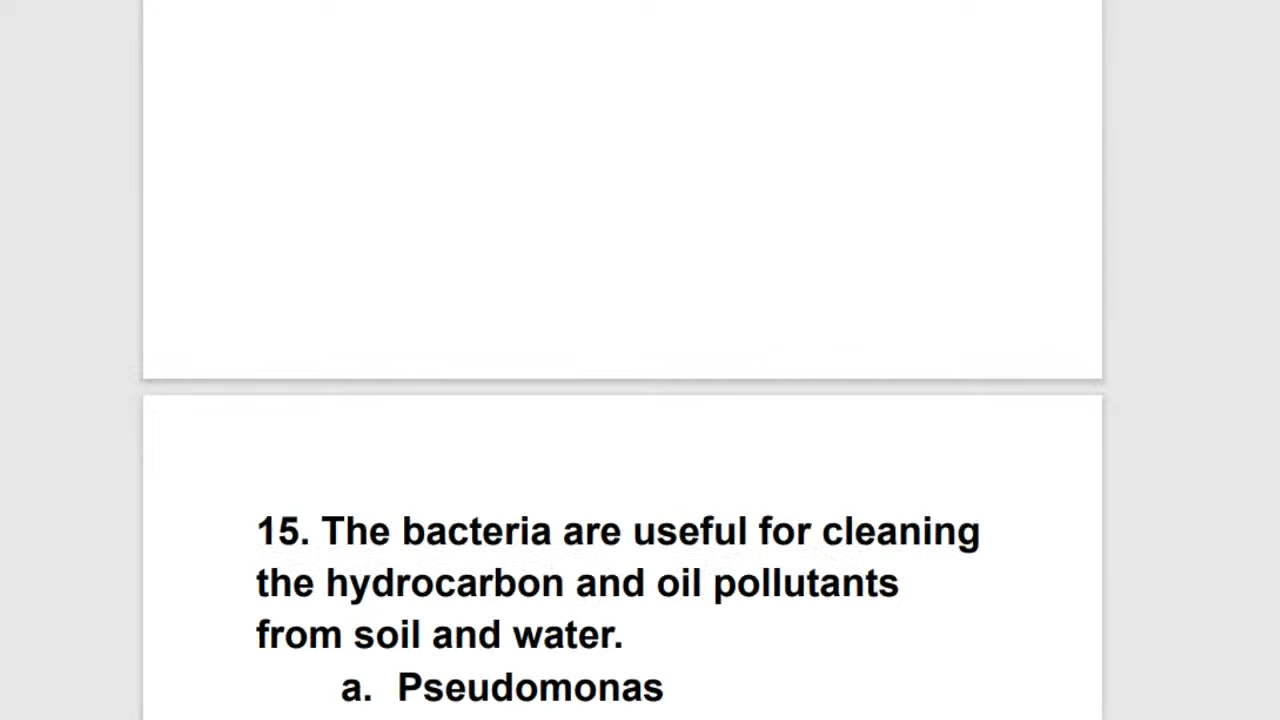 15. The bacteria are useful for cleaning
the hydrocarbon and oil pollutants
from soil and water.
a. Pseudomonas